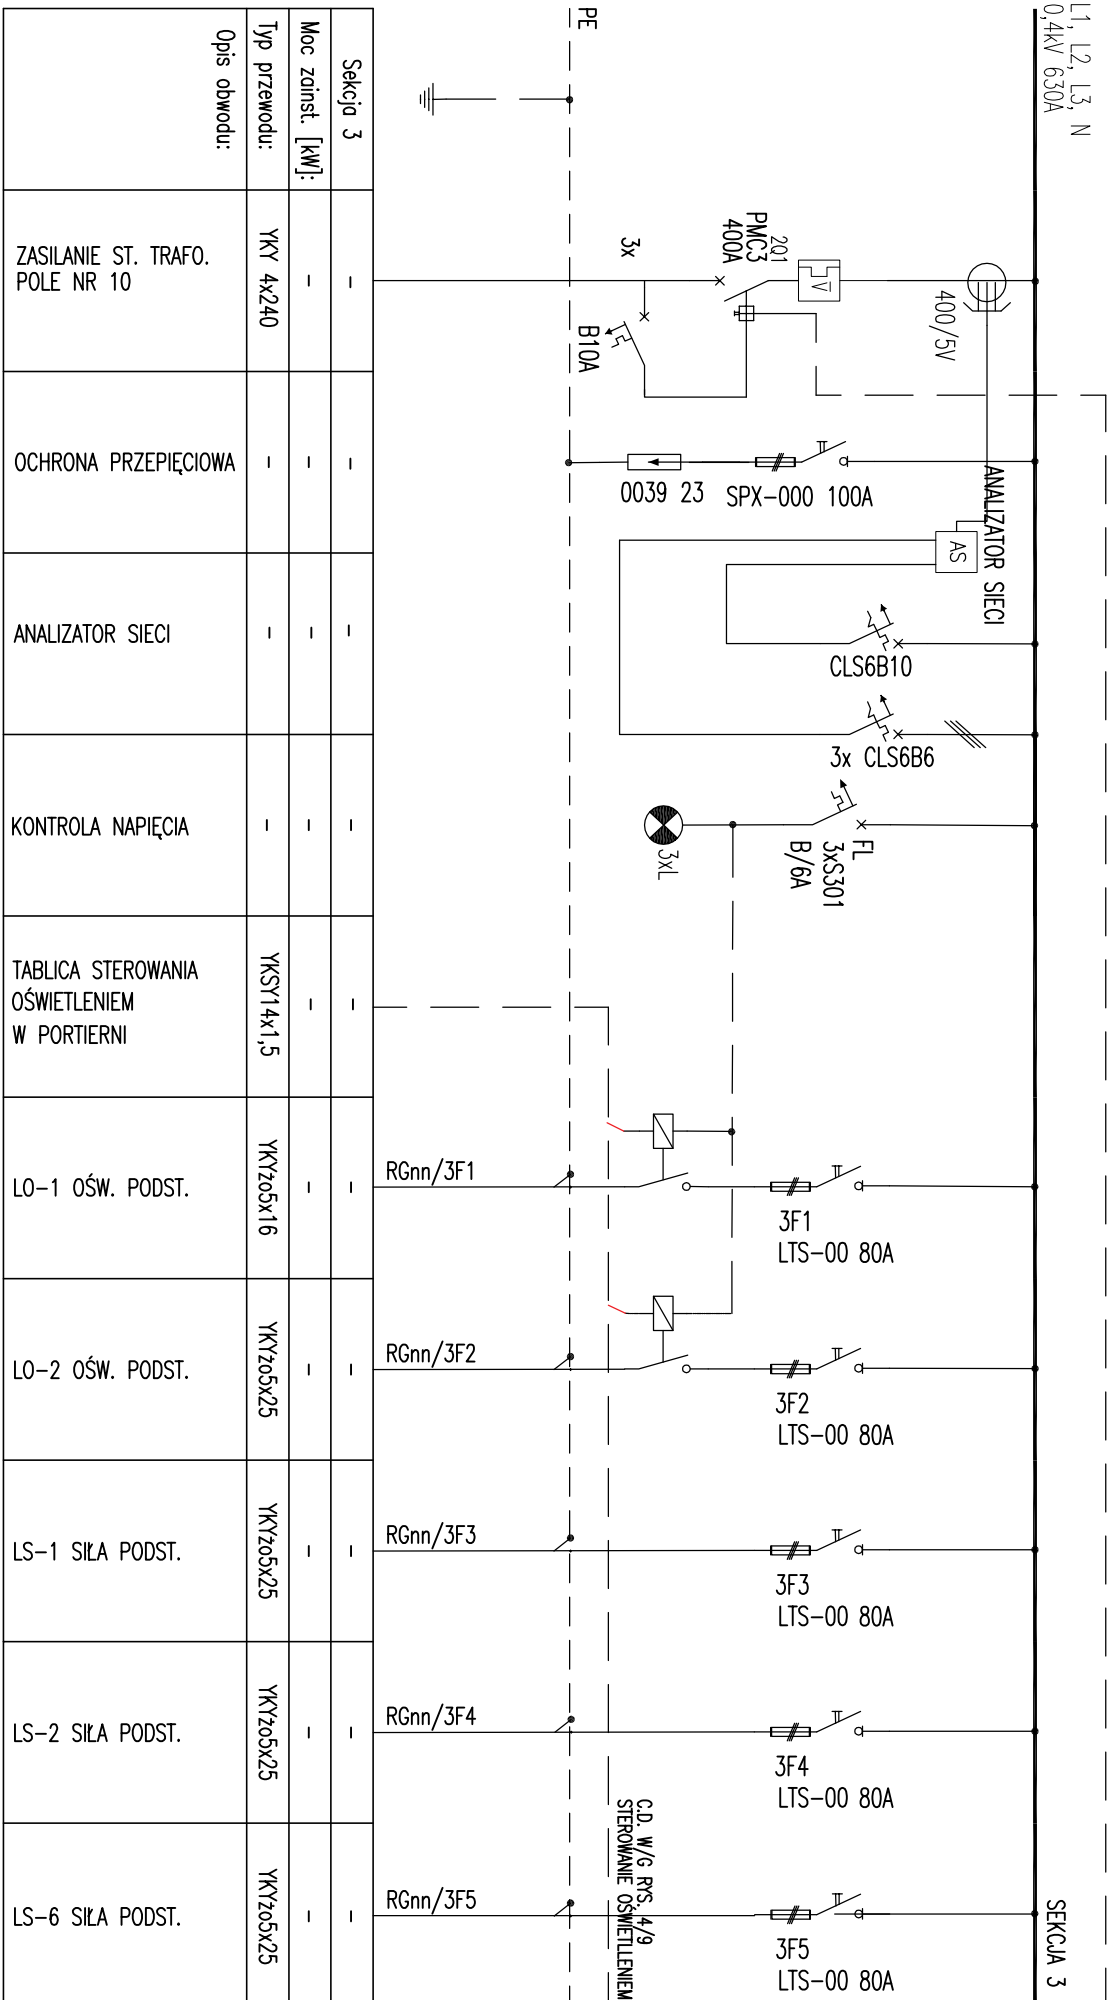 L1, L2, L3, N
0,4kV 630A
PE
Sekcja 3
Moc zainst. [kW]:
Typ przewodu:
Opis obwodu:
2Q1
PMC3
400A
3x
B10A
400/5V
-
-
YKY 4x240
ZASILANIE ST. TRAFO.
POLE NR 10
0039 23
SPX-000 100A
-
-
-
OCHRONA PRZEPIĘCIOWA
ANALIZATOR SIECI
AS
CLS6B10
-
-
-
ANALIZATOR SIECI
3x CLS6B6
FL
3xS301
B/6A
3xL
-
-
-
KONTROLA NAPIĘCIA
-
-
YKSY14x1,5
TABLICA STEROWANIA
OŚWIETLENIEM
W PORTIERNI
RGnn/3F1
3F1
LTS-00 80A
-
-
YKYżo5x16
LO-1 OŚW. PODST.
RGnn/3F2
3F2
LTS-00 80A
-
-
YKYżo5x25
LO-2 OŚW. PODST.
RGnn/3F3
3F3
LTS-00 80A
-
-
YKYżo5x25
LS-1 SIŁA PODST.
RGnn/3F4
3F4
LTS-00 80A
-
-
YKYżo5x25
LS-2 SIŁA PODST.
C.D. W/G RYS. 4/9
STEROWANIE OŚWIETLLENIEM
RGnn/3F5
3F5
LTS-00 80A
-
-
YKYżo5x25
LS-6 SIŁA PODST.
SEKCJA 3